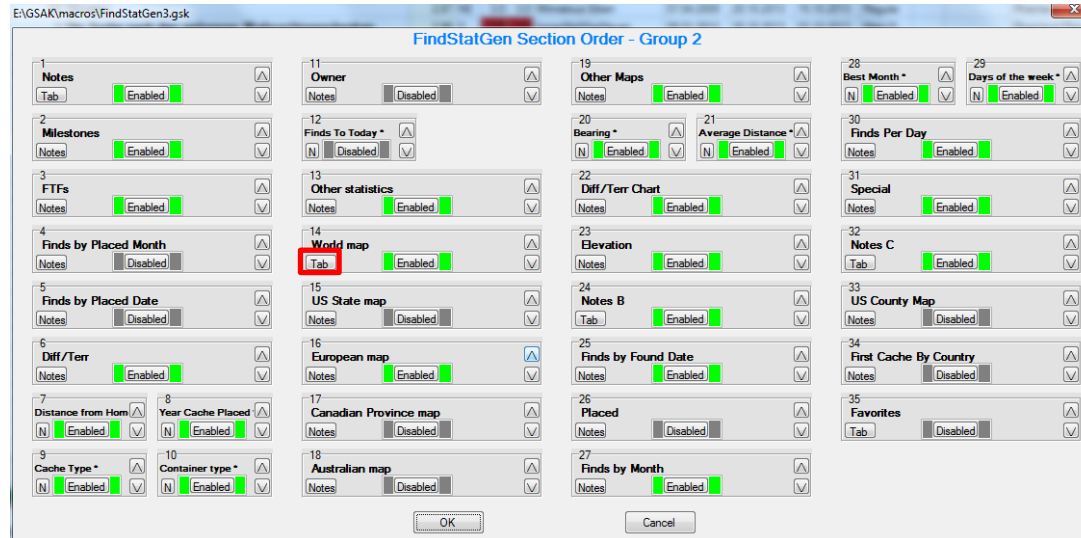 E:\GSAK\macros\FindStatGen3.gsk
FindStatGen Section Order - Group 2
1
Notes
Tab Enabled
2
Milestones
Notes Enabled
3
FTFs
Notes Enabled
4
Finds by Placed Month
Notes Disabled
5
Finds by Placed Date
Notes Disabled
6
Diff/Terr
Notes Enabled
7
Distance from Hom
N Enabled
8
Year Cache Placed
N Enabled
9
Cache Type *
N Enabled
10
Container type *
N Enabled
11
Owner
Notes Disabled
12
Finds To Today *
N Disabled
13
Other statistics
Notes Enabled
14
World map
Tab Enabled
15
US State map
Notes Disabled
16
European map
Notes Enabled
17
Canadian Province map
Notes Disabled
18
Australian map
Notes Disabled
19
Other Maps
Notes Enabled
20
Bearing *
N Enabled
21
Average Distance *
N Enabled
22
Diff/Terr Chart
Notes Enabled
23
Elevation
Notes Enabled
24
Notes B
Tab Enabled
25
Finds by Found Date
Notes Enabled
26
Placed
Notes Disabled
27
Finds by Month
Notes Enabled
28
Best Month *
N Enabled
29
Days of the week *
N Enabled
30
Finds Per Day
Notes Enabled
31
Special
Notes Enabled
32
Notes C
Tab Enabled
33
US County Map
Notes Disabled
34
First Cache By Country
Notes Disabled
35
Favorites
Tab Disabled
OK Cancel